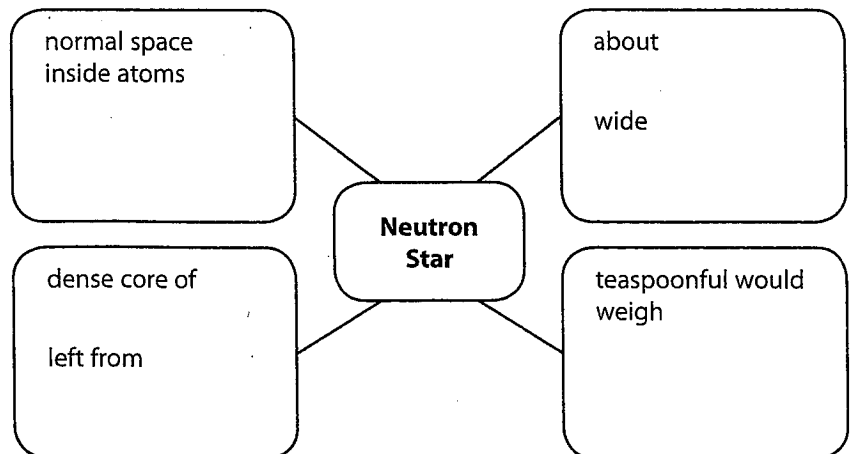 normal space
inside atoms
about
wide
Neutron
Star
dense core of
left from
teaspoonful would
weigh